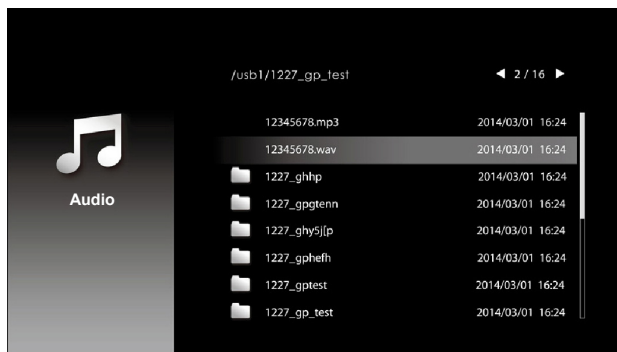 /usb1/1227_gp_test ◀ 2 / 16 ▶
12345678.mp3 2014/03/01 16:24
12345678.wav 2014/03/01 16:24
1227_ghhp 2014/03/01 16:24
1227_gpgtenn 2014/03/01 16:24
1227_ghy5j[p 2014/03/01 16:24
1227_gphefh 2014/03/01 16:24
1227_gptest 2014/03/01 16:24
1227_gp_test 2014/03/01 16:24
Audio